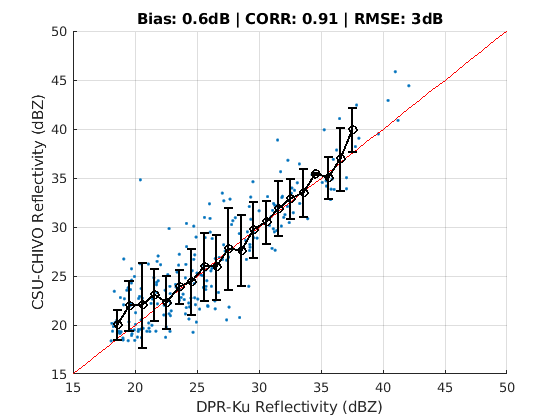 Bias: 0.6dB | CORR: 0.91 | RMSE: 3dB
50
45
40
35
30
25
20
15
CSU-CHIVO Reflectivity (dBZ)
15 20 25 30 35 40 45 50
DPR-Ku Reflectivity (dBZ)